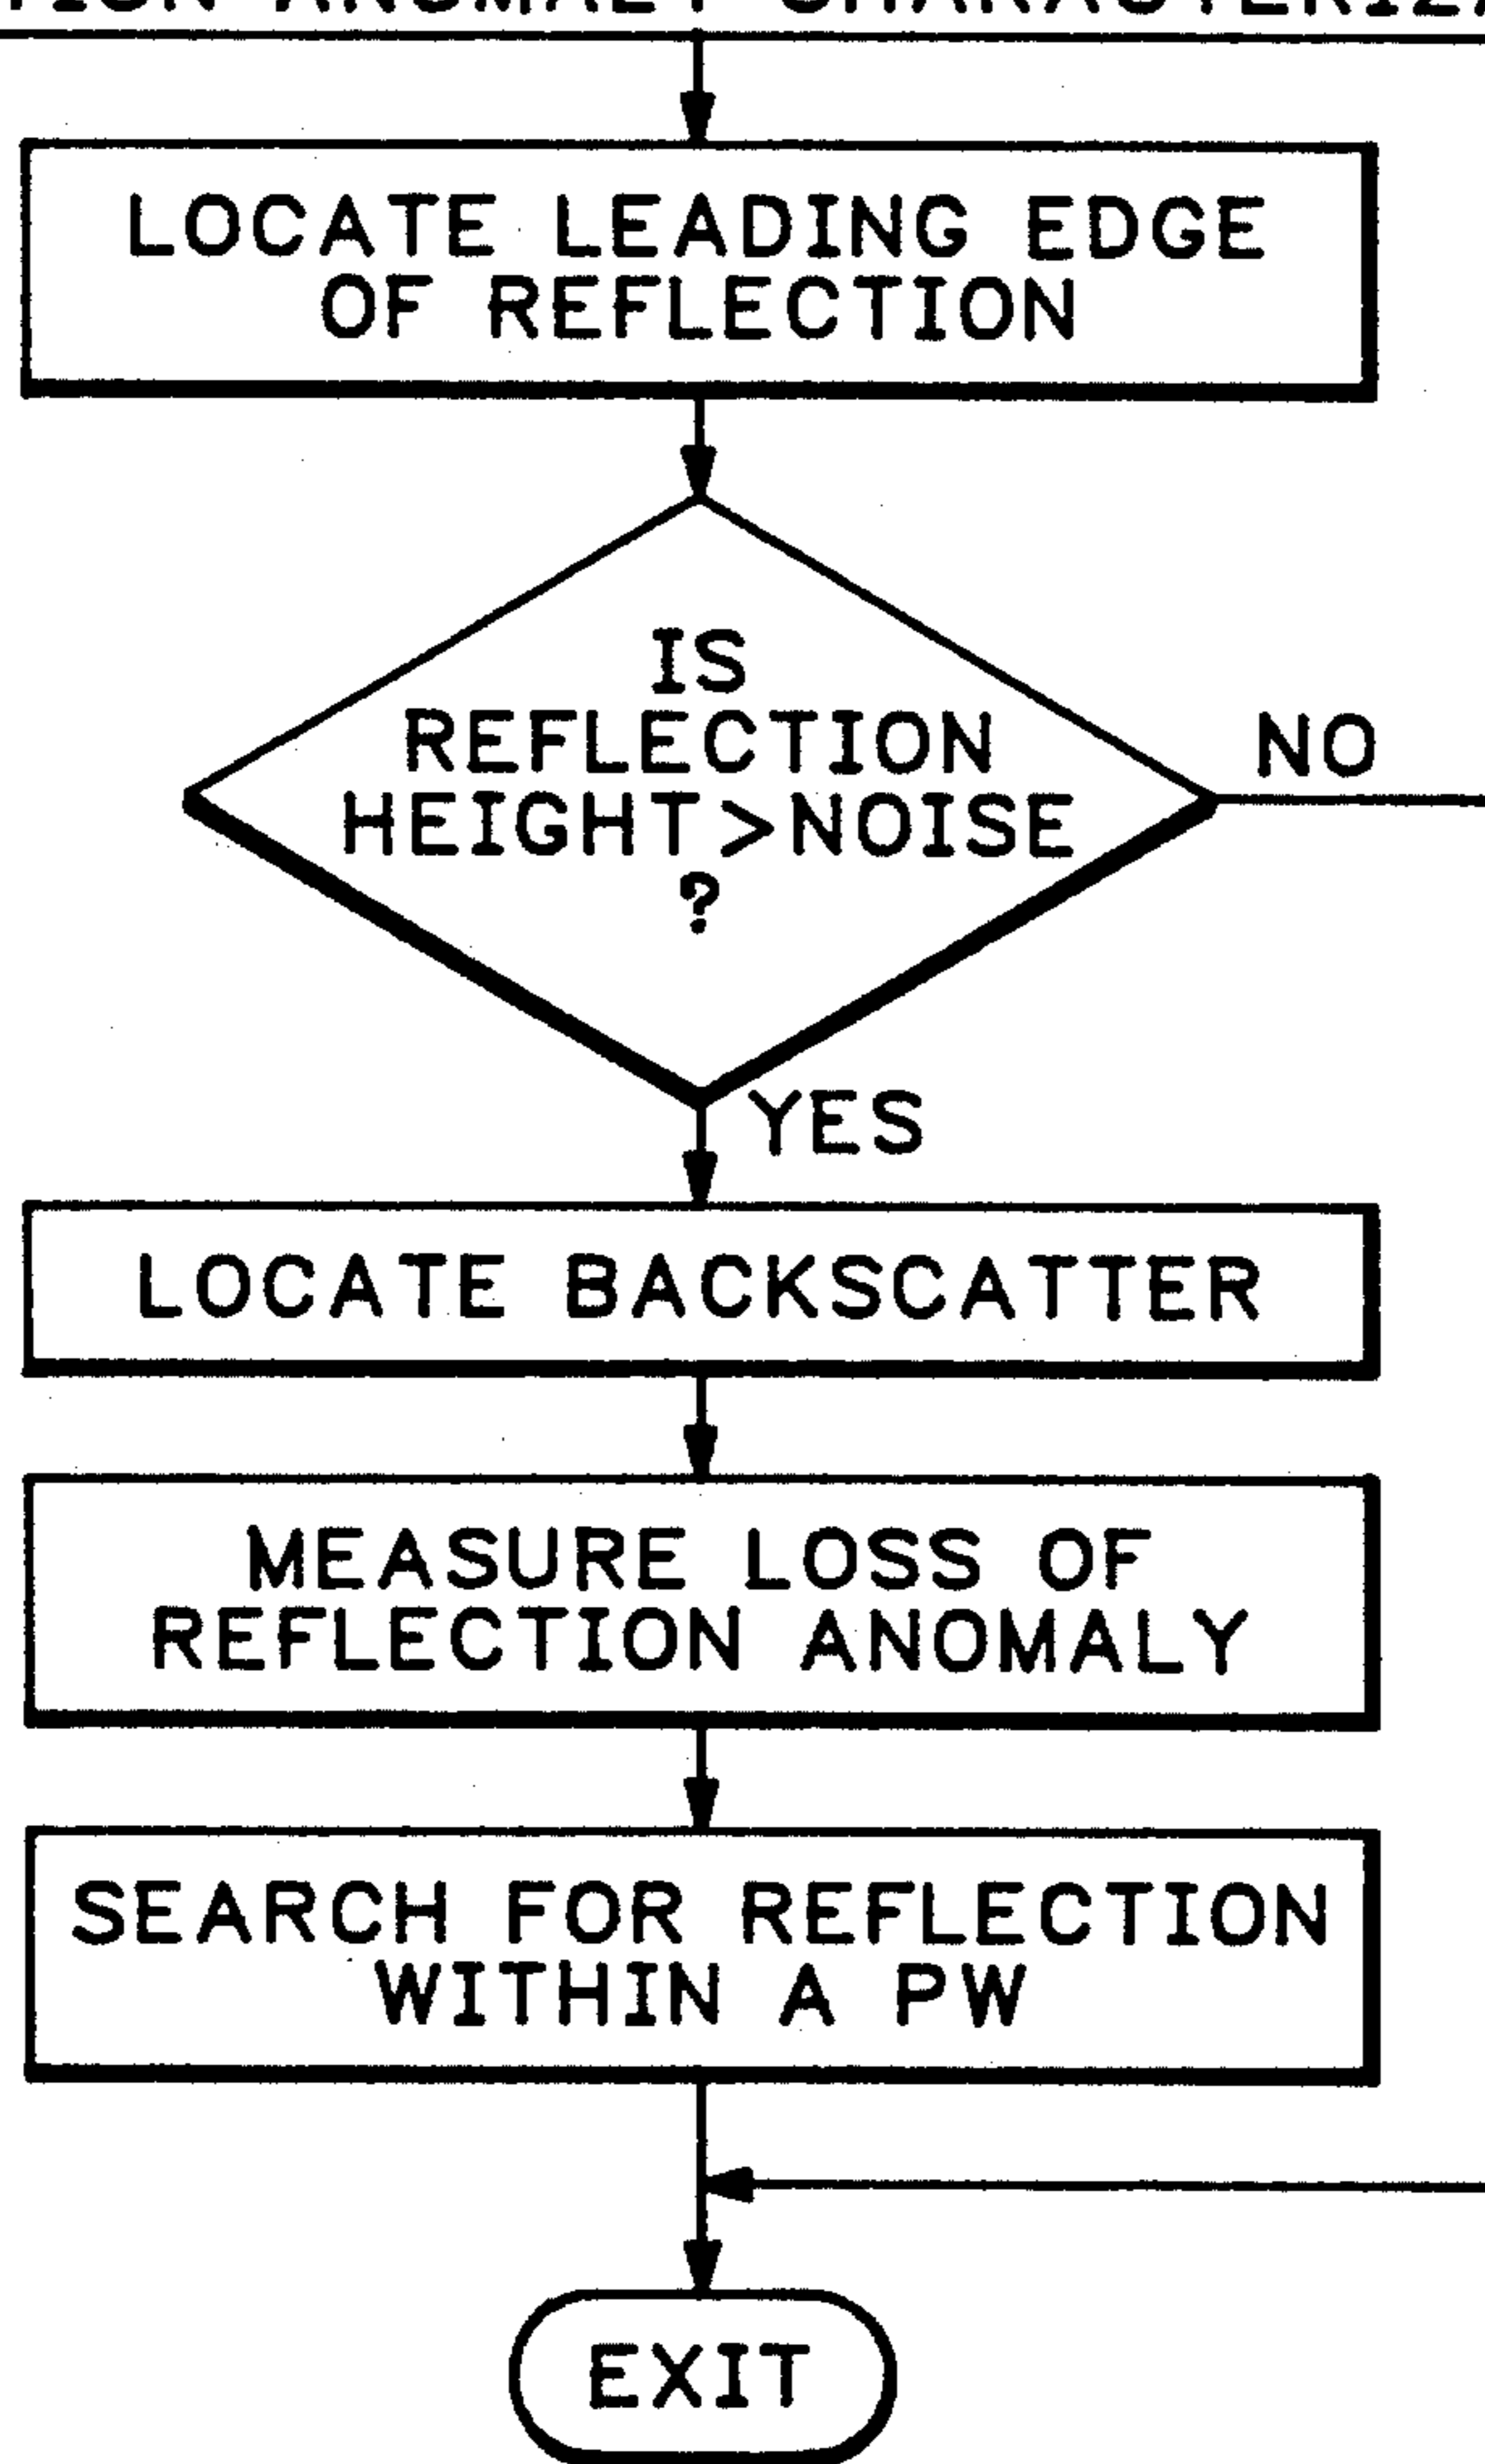 LOCATE LEADING EDGE
OF REFLECTION
IS
REFLECTION
HEIGHT>NOISE
?
NO
YES
LOCATE BACKSCATTER
MEASURE LOSS OF
REFLECTION ANOMALY
SEARCH FOR REFLECTION
WITHIN A PW
EXIT